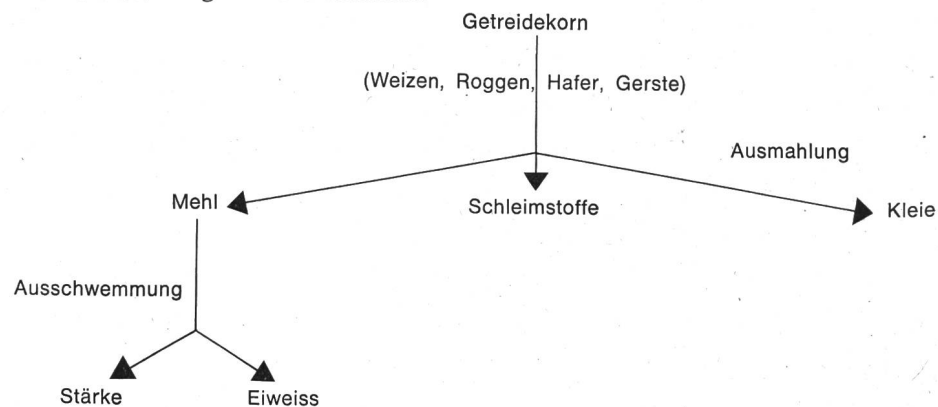 Getreidekorn
(Weizen, Roggen, Hafer, Gerste)
Ausmahlung
Mehl
Schleimstoffe
Kleie
Ausschwemmung
Stärke
Eiweiss